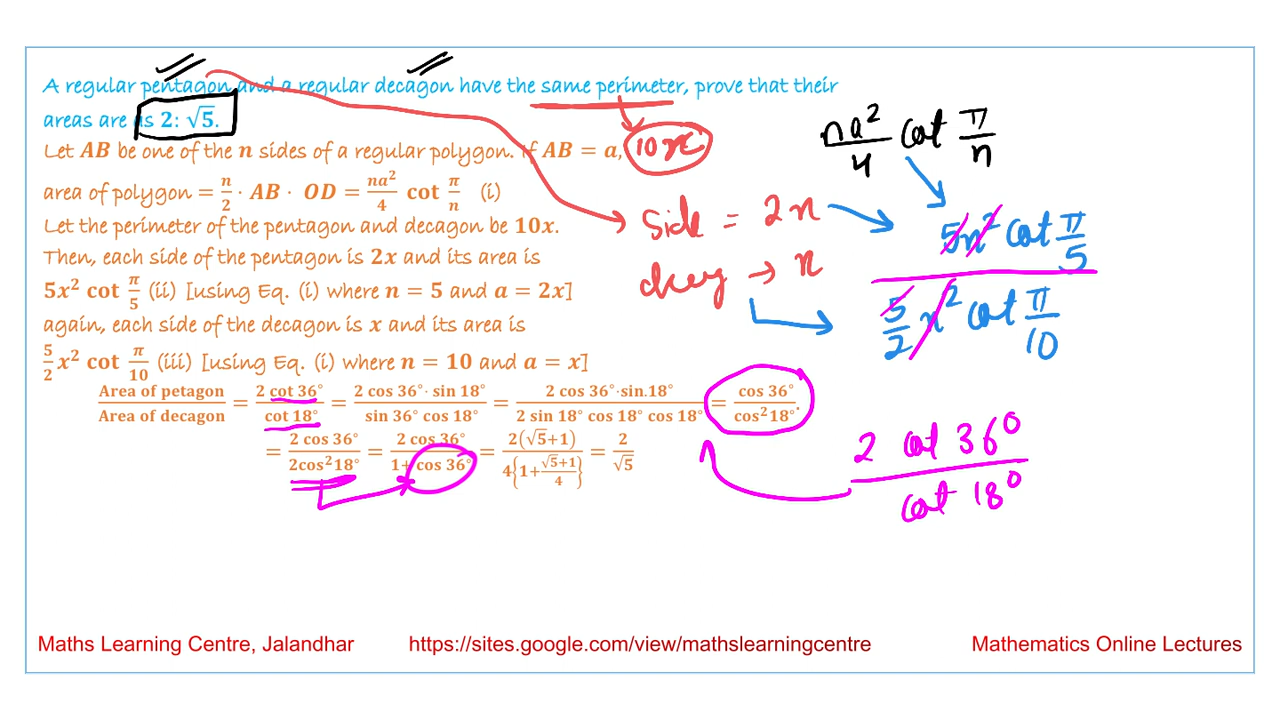 A regular pentagon and a regular decagon have the same perimeter, prove that their
areas are as 2: √5.
Let AB be one of the n sides of a regular polygon. If AB = a,
area of polygon = n/2 · AB · OD = na²/4 cot π/n (i)
Let the perimeter of the pentagon and decagon be 10x.
Then, each side of the pentagon is 2x and its area is
5x² cot π/5 (ii) [using Eq. (i) where n = 5 and a = 2x]
again, each side of the decagon is x and its area is
5/2 x² cot π/10 (iii) [using Eq. (i) where n = 10 and a = x]
Area of petagon/Area of decagon = 2 cot 36°/cot 18° = 2 cos 36°· sin 18°/sin 36° cos 18° = 2 cos 36°·sin.18°/2 sin 18° cos 18° cos 18° = cos 36°/cos²18°.
= 2 cos 36°/2cos²18° = 2 cos 36°/1+ cos 36° = 2(√5+1)/4{1+ √5+1/4} = 2/√5
10x
na²/4 cot π/n
side = 2x
→ x
5x² cot π/5
5/2 x² cot π/10
2 cot 36°
cot 18°
Maths Learning Centre, Jalandhar https://sites.google.com/view/mathslearningcentre Mathematics Online Lectures